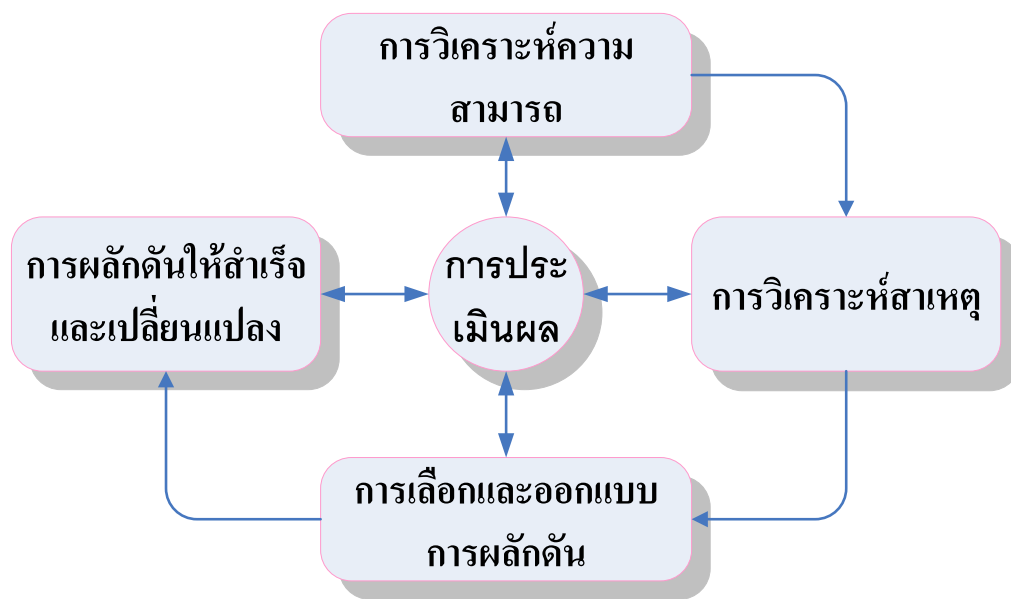 การวิเคราะห์ความ
สามารถ
การผลักดันให้สำเร็จ
และเปลี่ยนแปลง
การประ
เมินผล
การวิเคราะห์สาเหตุ
การเลือกและออกแบบ
การผลักดัน